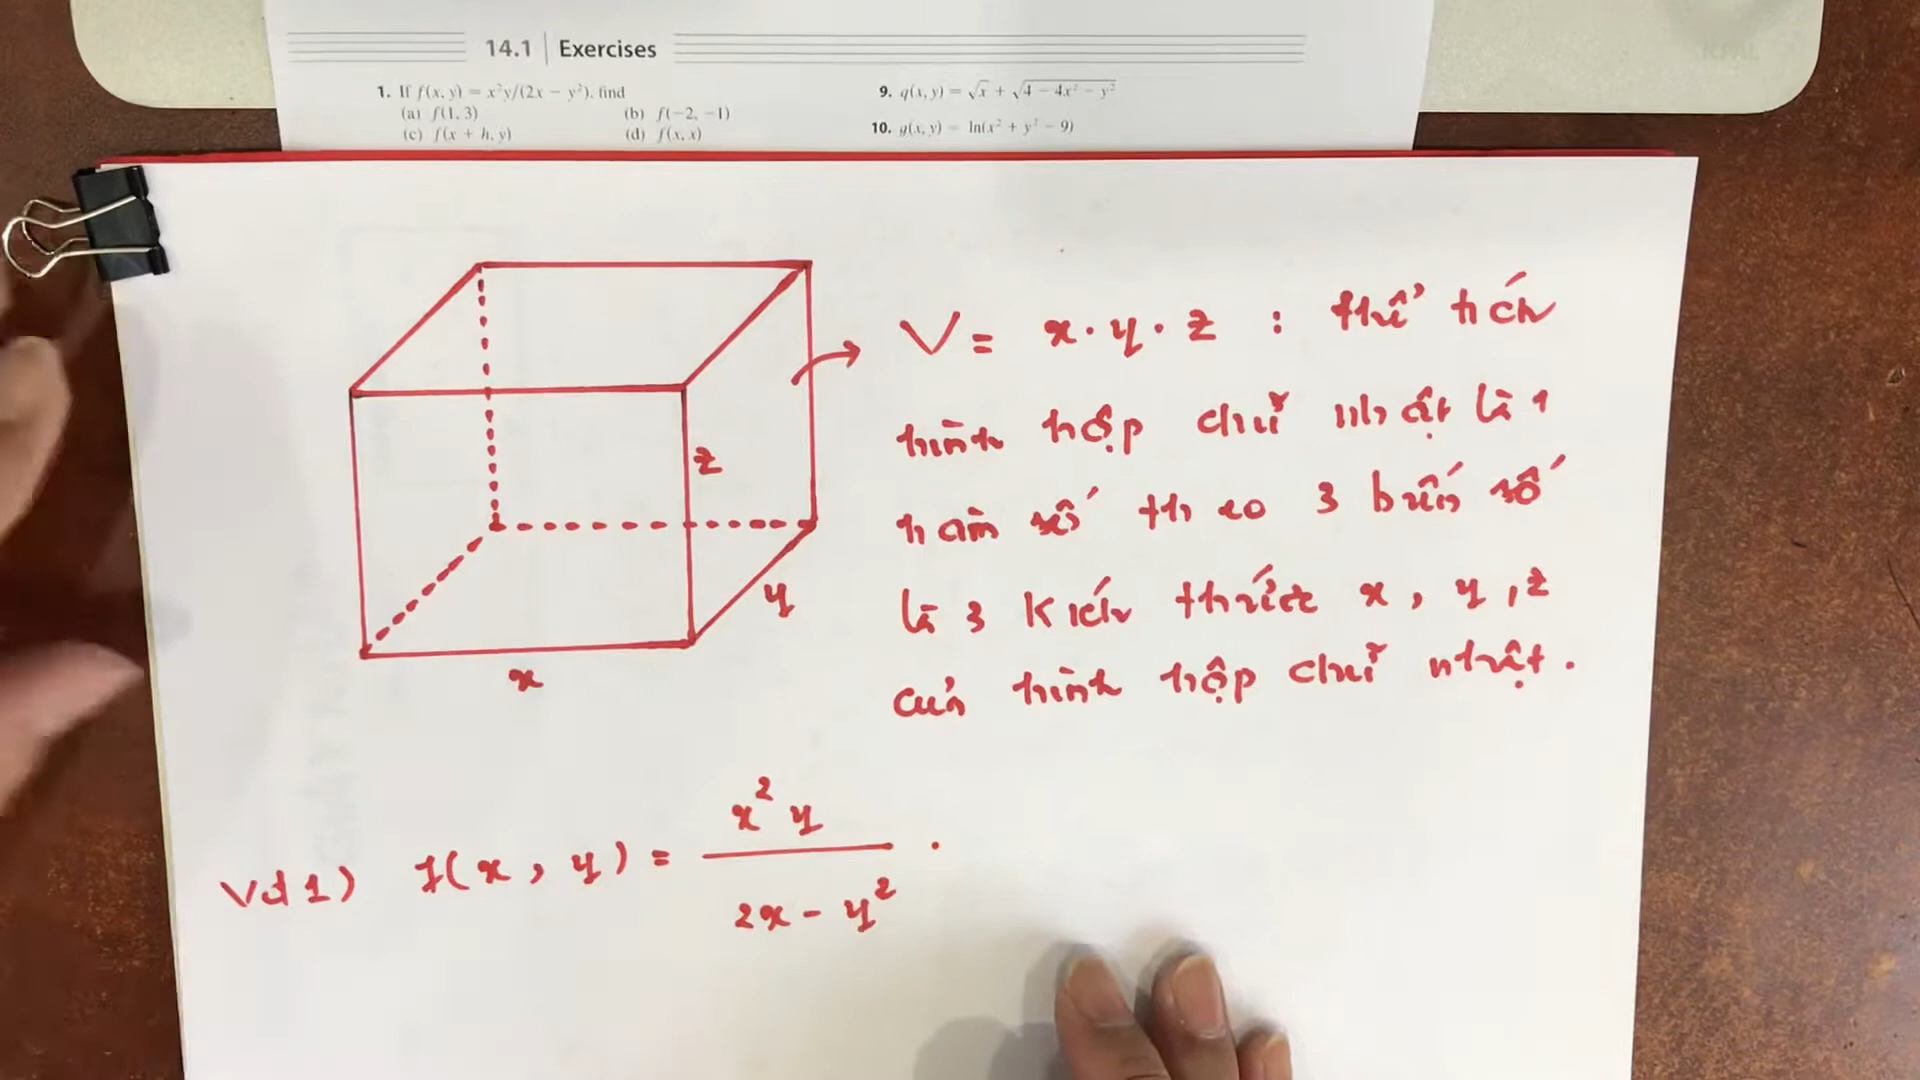 14.1 | Exercises
1. If f(x, y) = x²y/(2x − y²), find
(a) f(1, 3) (b) f(−2, −1)
(c) f(x + h, y) (d) f(x, x)
9. g(x, y) = √x + √(4 − 4x² − y²)
10. g(x, y) = ln(x² + y² − 9)
V = x · y · z : thể tích
hình hộp chữ nhật là 1
hàm số theo 3 biến số
là 3 kích thước x, y, z
của hình hộp chữ nhật.
z
y
x
Vd 1) f(x, y) = x²y / (2x − y²) .